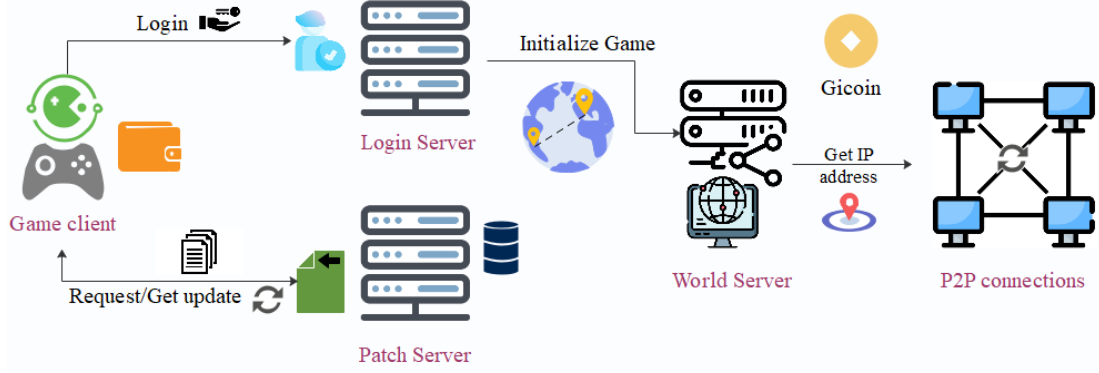 Login
Initialize Game
Gicoin
Login Server
Get IP
address
Game client
Request/Get update
World Server
P2P connections
Patch Server